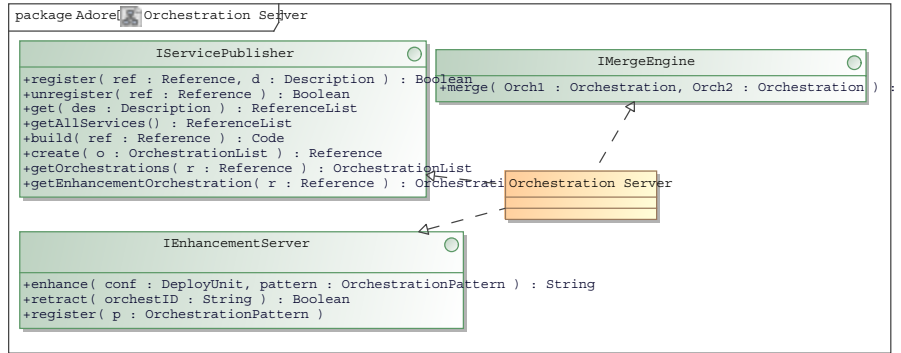 package Adore[ Orchestration Server
IServicePublisher
+register( ref : Reference, d : Description ) : Boolean
+unregister( ref : Reference ) : Boolean
+get( des : Description ) : ReferenceList
+getAllServices() : ReferenceList
+build( ref : Reference ) : Code
+create( o : OrchestrationList ) : Reference
+getOrchestrations( r : Reference ) : OrchestrationList
+getEnhancementOrchestration( r : Reference ) : Orchestrati
IMergeEngine
+merge( Orch1 : Orchestration, Orch2 : Orchestration ) :
Orchestration Server
IEnhancementServer
+enhance( conf : DeployUnit, pattern : OrchestrationPattern ) : String
+retract( orchestID : String ) : Boolean
+register( p : OrchestrationPattern )